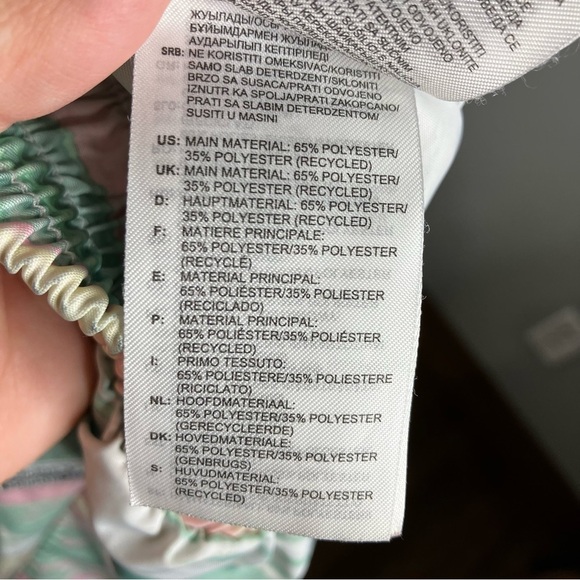 ЖУЫЛАДЫ/
БҰЙЫМДАРМЕН
АУДАРЫЛЫП КЕПТІРІЛЕДІ
SRB: NE KORISTITI OMEKSIVAC/KORISTITI
SAMO SLAB DETERDZENT/SKLONITI
BRZO SA SUSACA/PRATI ODVOJENO
IZNUTR KA SPOLJA/PRATI ZAKOPCANO/
PRATI SA SLABIM DETERDZENTOM/
SUSITI U MASINI
US: MAIN MATERIAL: 65% POLYESTER/
35% POLYESTER (RECYCLED)
UK: MAIN MATERIAL: 65% POLYESTER/
35% POLYESTER (RECYCLED)
D: HAUPTMATERIAL: 65% POLYESTER/
35% POLYESTER (RECYCLED)
F: MATIERE PRINCIPALE:
65% POLYESTER/35% POLYESTER
(RECYCLÉ)
E: MATERIAL PRINCIPAL:
65% POLIÉSTER/35% POLIESTER
(RECICLADO)
P: MATERIAL PRINCIPAL:
65% POLIÉSTER/35% POLIÉSTER
(RECYCLED)
I: PRIMO TESSUTO:
65% POLIESTERE/35% POLIESTERE
(RICICLATO)
NL: HOOFDMATERIAAL:
65% POLYESTER/35% POLYESTER
(GERECYCLEERDE)
DK: HOVEDMATERIALE:
65% POLYESTER/35% POLYESTER
(GENBRUGS)
S: HUVUDMATERIAL:
65% POLYESTER/35% POLYESTER
(RECYCLED)